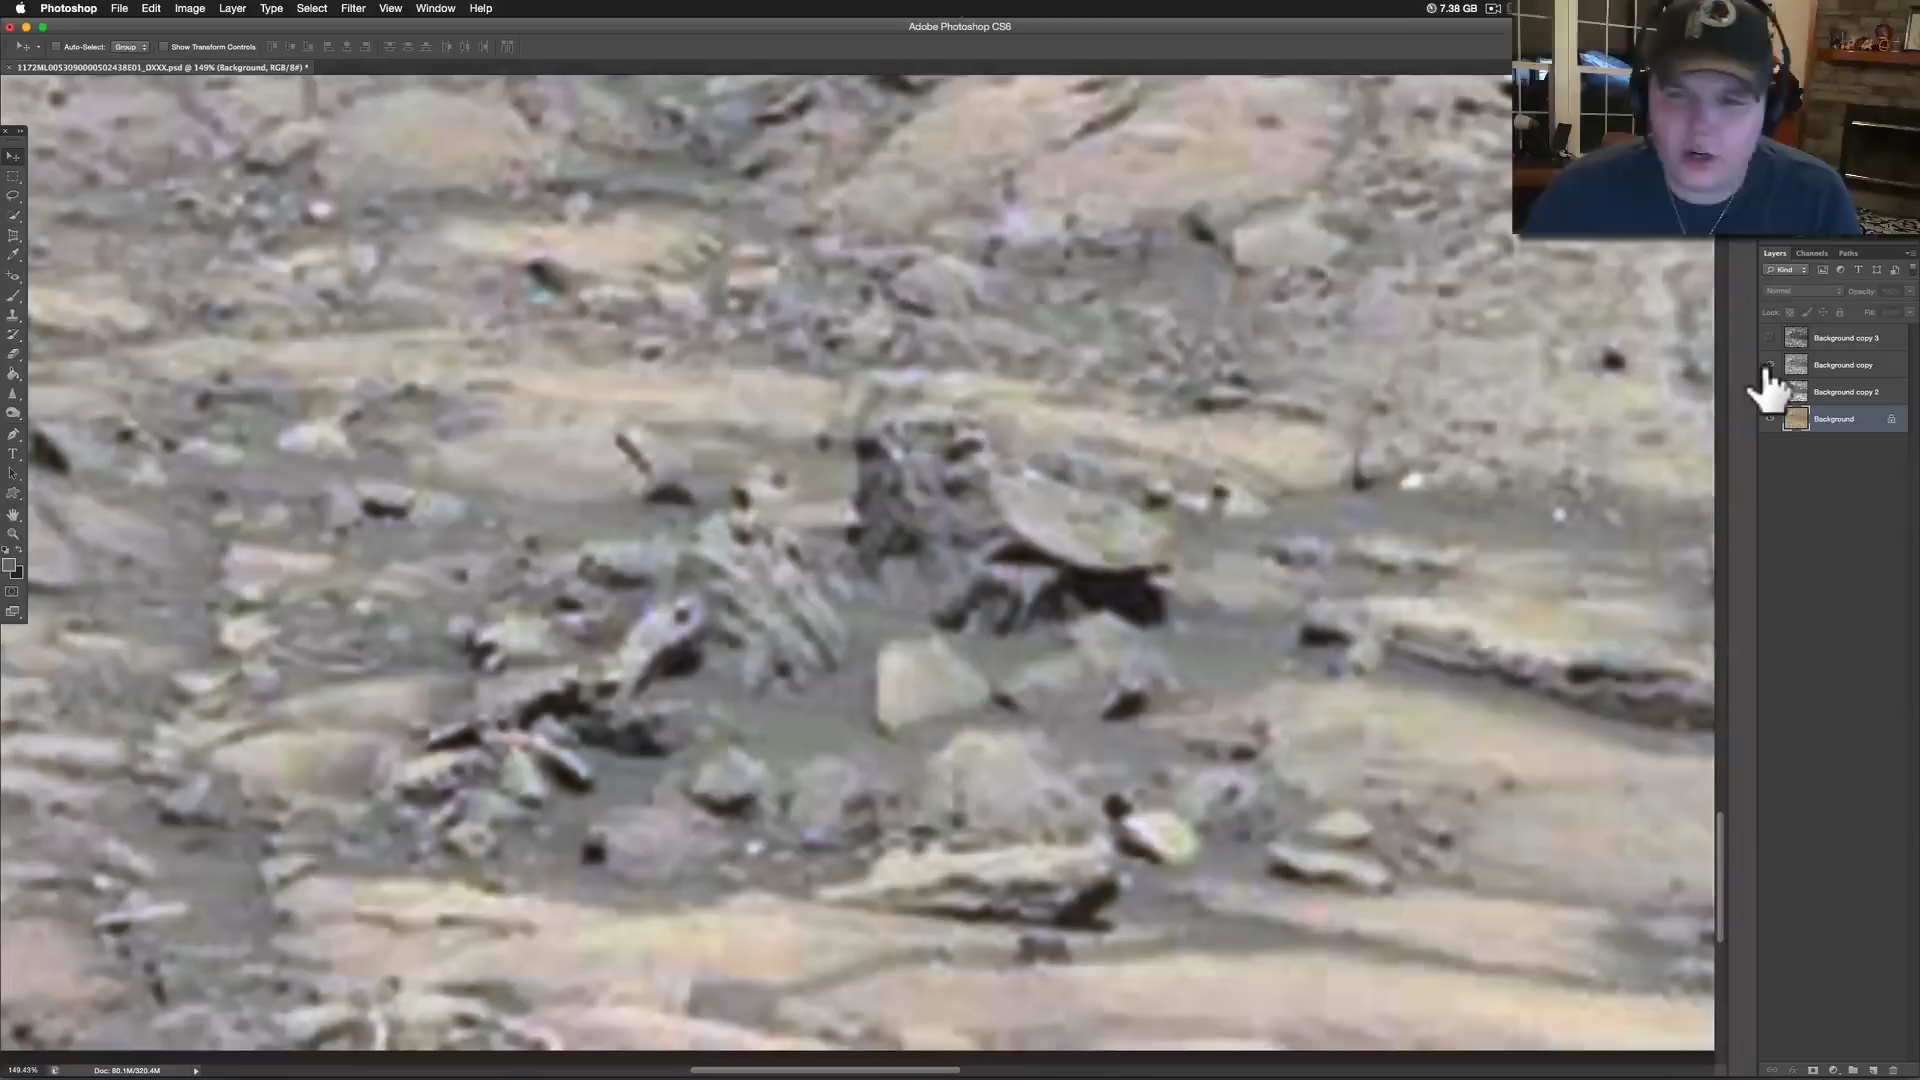 Photoshop File Edit Image Layer Type Select Filter View Window Help 7.38 GB
Adobe Photoshop CS6
Auto-Select: Group Show Transform Controls
1172ML0053090000502438E01_DXXX.psd @ 149% (Background, RGB/8#) *
Layers Channels Paths
Kind
Normal Opacity:
Lock: Fill:
Background copy 3
Background copy
Background copy 2
Background
149.43% Doc: 80.1M/320.4M